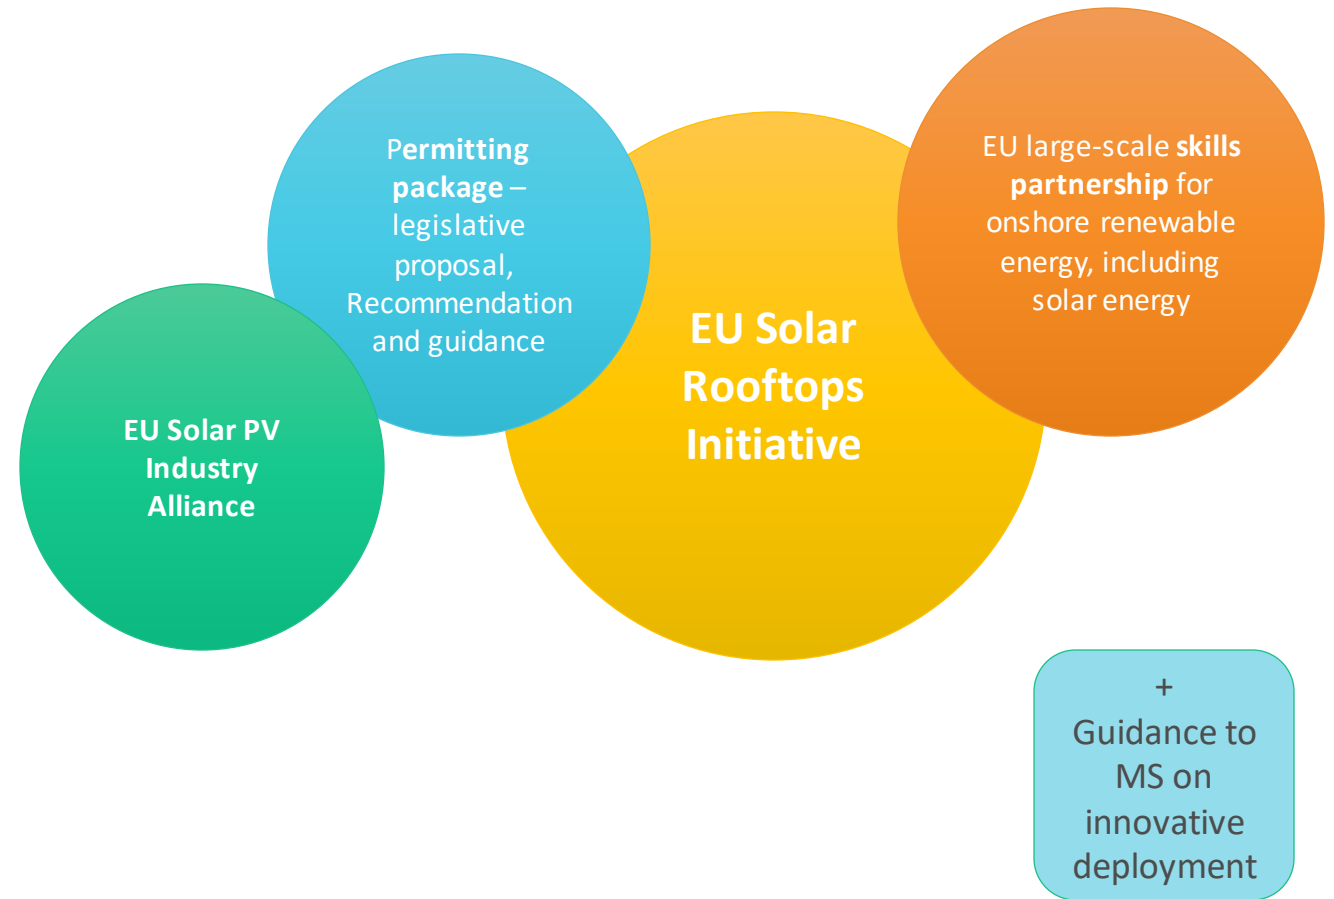 EU Solar PV
Industry
Alliance
Permitting
package –
legislative
proposal,
Recommendation
and guidance
EU Solar
Rooftops
Initiative
EU large-scale skills
partnership for
onshore renewable
energy, including
solar energy
+
Guidance to
MS on
innovative
deployment